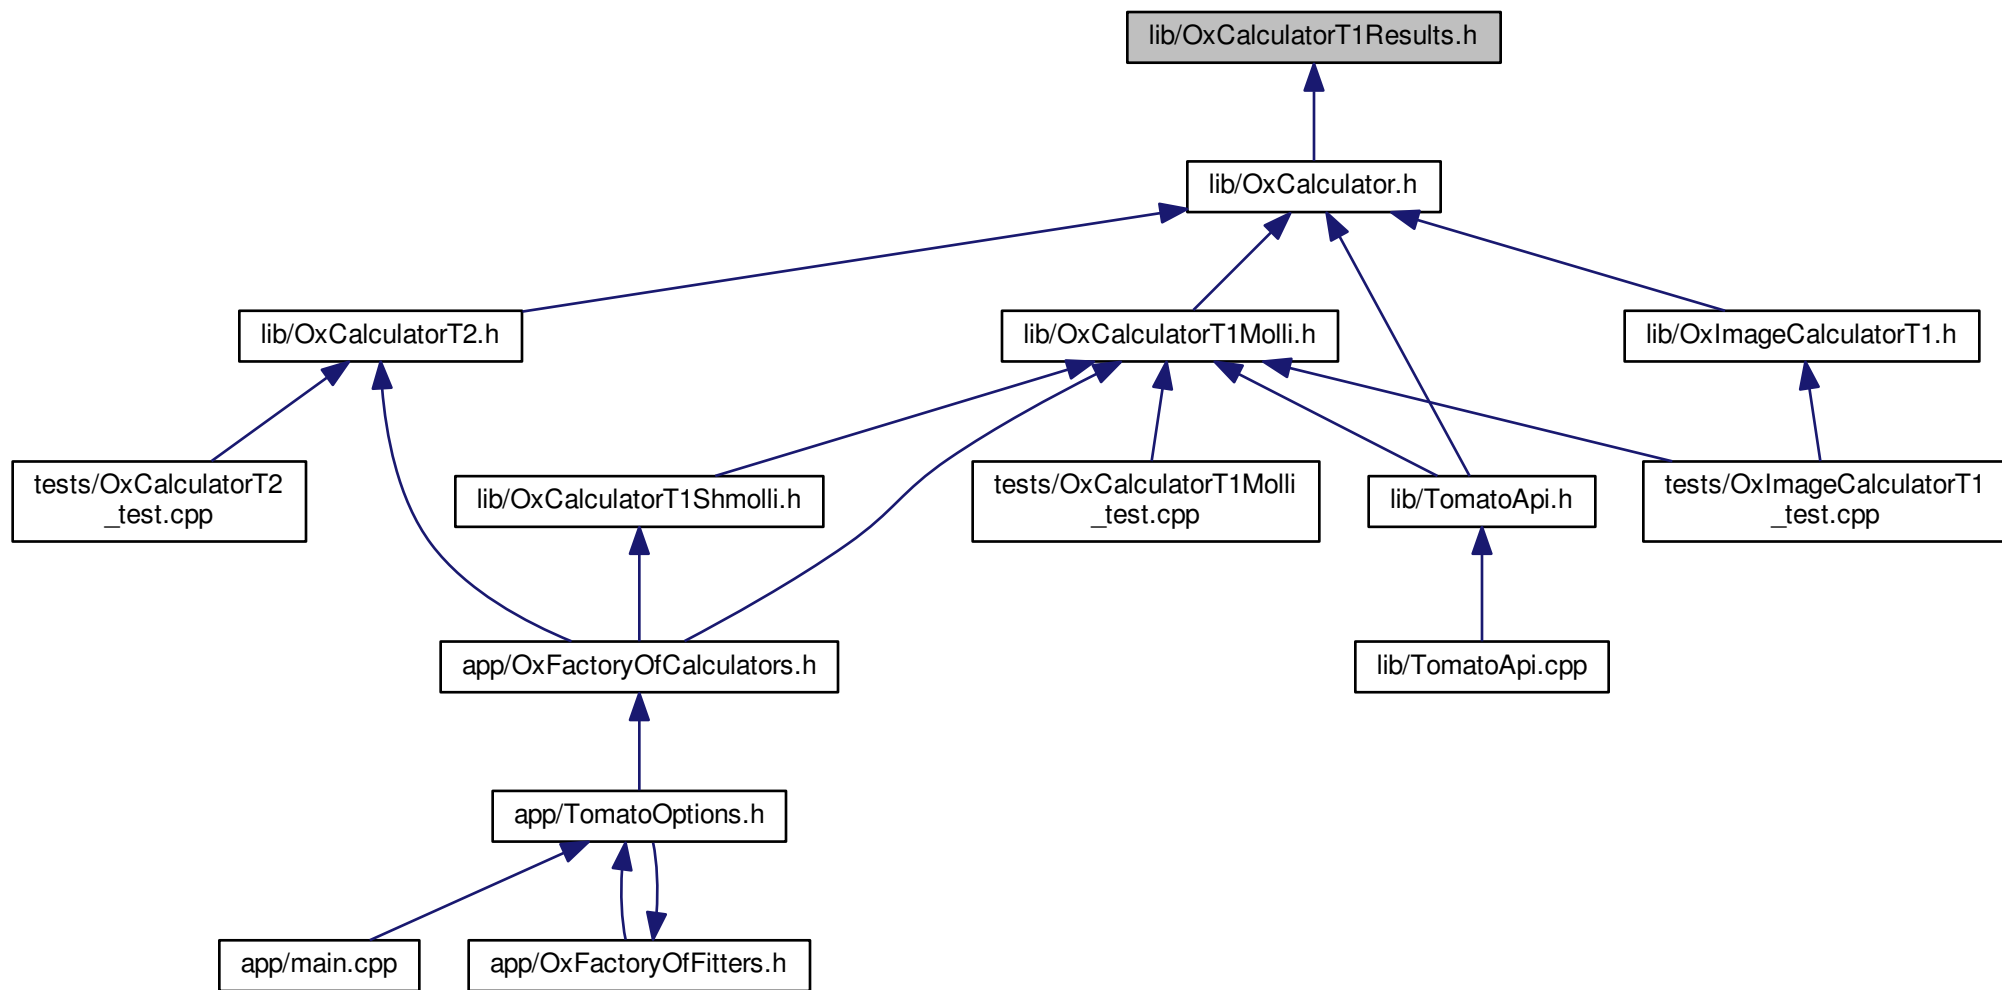 lib/OxCalculatorT1Results.h
lib/OxCalculator.h
lib/OxCalculatorT2.h
lib/OxCalculatorT1Molli.h
lib/OxImageCalculatorT1.h
tests/OxCalculatorT2
_test.cpp
lib/OxCalculatorT1Shmolli.h
tests/OxCalculatorT1Molli
_test.cpp
lib/TomatoApi.h
tests/OxImageCalculatorT1
_test.cpp
app/OxFactoryOfCalculators.h
lib/TomatoApi.cpp
app/TomatoOptions.h
app/main.cpp
app/OxFactoryOfFitters.h